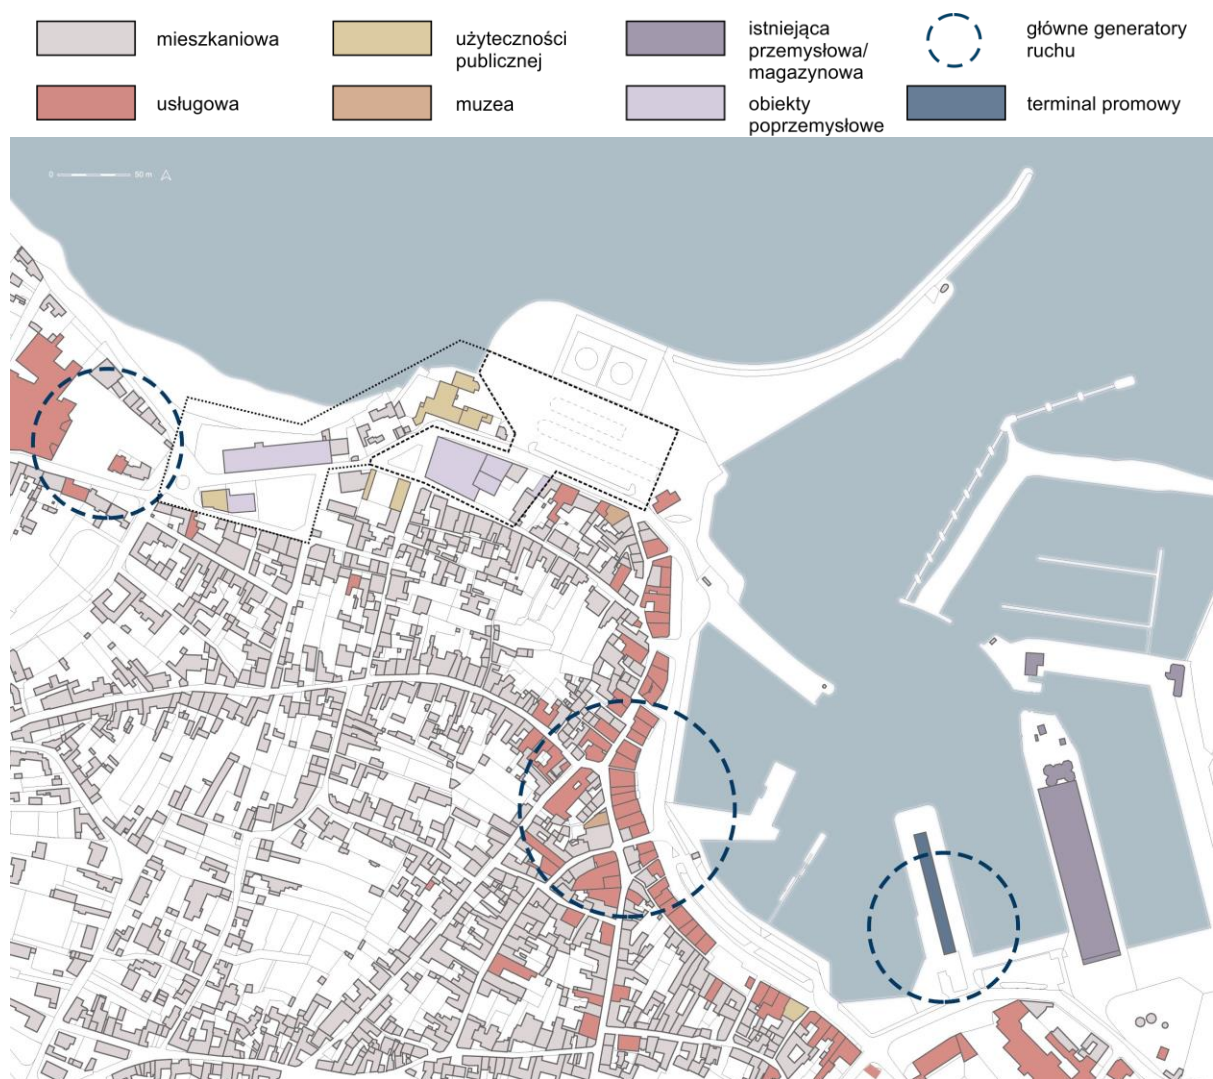 mieszkaniowa
usługowa
użyteczności
publicznej
muzea
istniejąca
przemysłowa/
magazynowa
obiekty
poprzemysłowe
główne generatory
ruchu
terminal promowy
0 50 m